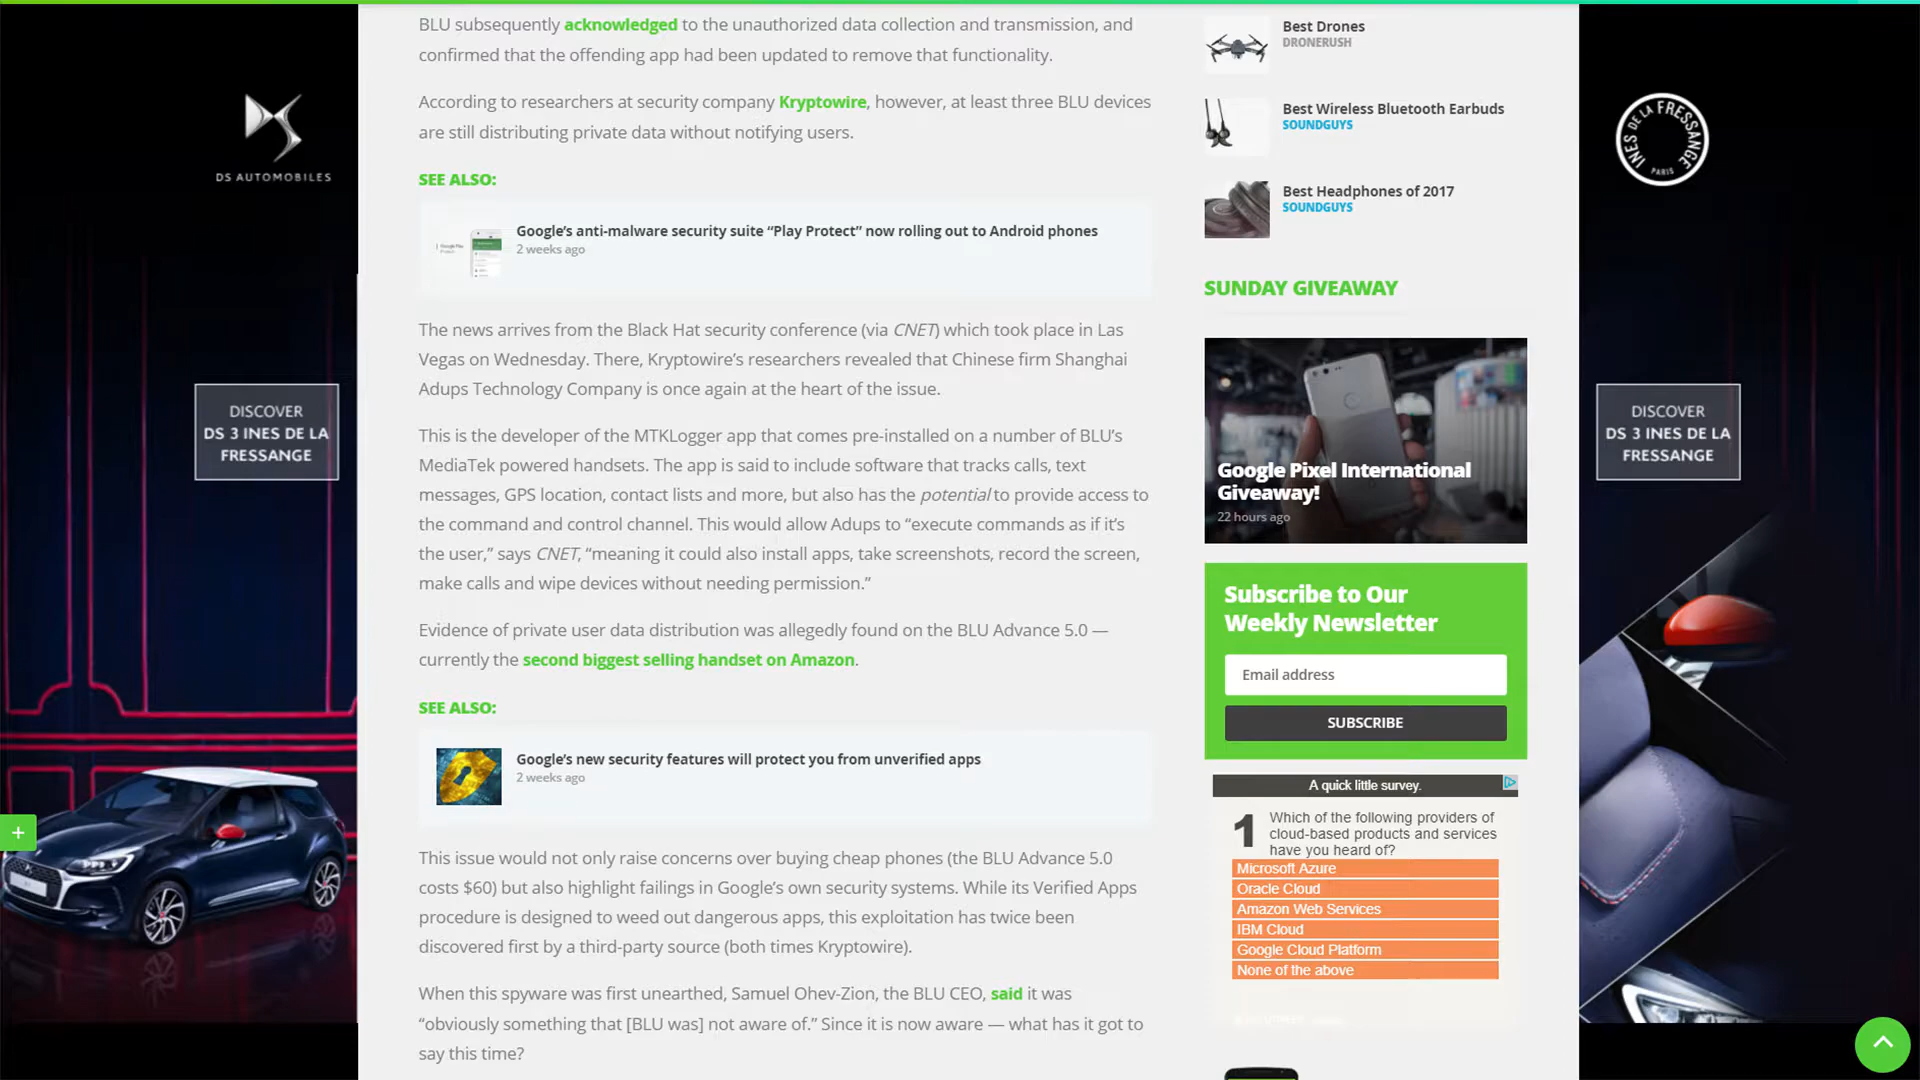 BLU subsequently acknowledged to the unauthorized data collection and transmission, and
confirmed that the offending app had been updated to remove that functionality.
According to researchers at security company Kryptowire, however, at least three BLU devices
are still distributing private data without notifying users.
SEE ALSO:
Google’s anti-malware security suite “Play Protect” now rolling out to Android phones
2 weeks ago
The news arrives from the Black Hat security conference (via CNET) which took place in Las
Vegas on Wednesday. There, Kryptowire’s researchers revealed that Chinese firm Shanghai
Adups Technology Company is once again at the heart of the issue.
This is the developer of the MTKLogger app that comes pre-installed on a number of BLU’s
MediaTek powered handsets. The app is said to include software that tracks calls, text
messages, GPS location, contact lists and more, but also has the potential to provide access to
the command and control channel. This would allow Adups to “execute commands as if it’s
the user,” says CNET, “meaning it could also install apps, take screenshots, record the screen,
make calls and wipe devices without needing permission.”
Evidence of private user data distribution was allegedly found on the BLU Advance 5.0 —
currently the second biggest selling handset on Amazon.
SEE ALSO:
Google’s new security features will protect you from unverified apps
2 weeks ago
This issue would not only raise concerns over buying cheap phones (the BLU Advance 5.0
costs $60) but also highlight failings in Google’s own security systems. While its Verified Apps
procedure is designed to weed out dangerous apps, this exploitation has twice been
discovered first by a third-party source (both times Kryptowire).
When this spyware was first unearthed, Samuel Ohev-Zion, the BLU CEO, said it was
“obviously something that [BLU was] not aware of.” Since it is now aware — what has it got to
say this time?
Best Drones
DRONERUSH
Best Wireless Bluetooth Earbuds
SOUNDGUYS
Best Headphones of 2017
SOUNDGUYS
SUNDAY GIVEAWAY
Google Pixel International
Giveaway!
22 hours ago
Subscribe to Our
Weekly Newsletter
Email address
SUBSCRIBE
A quick little survey.
1
Which of the following providers of
cloud-based products and services
have you heard of?
Microsoft Azure
Oracle Cloud
Amazon Web Services
IBM Cloud
Google Cloud Platform
None of the above
DS AUTOMOBILES
DISCOVER
DS 3 INES DE LA
FRESSANGE
+
INES DE LA FRESSANGE
PARIS
DISCOVER
DS 3 INES DE LA
FRESSANGE